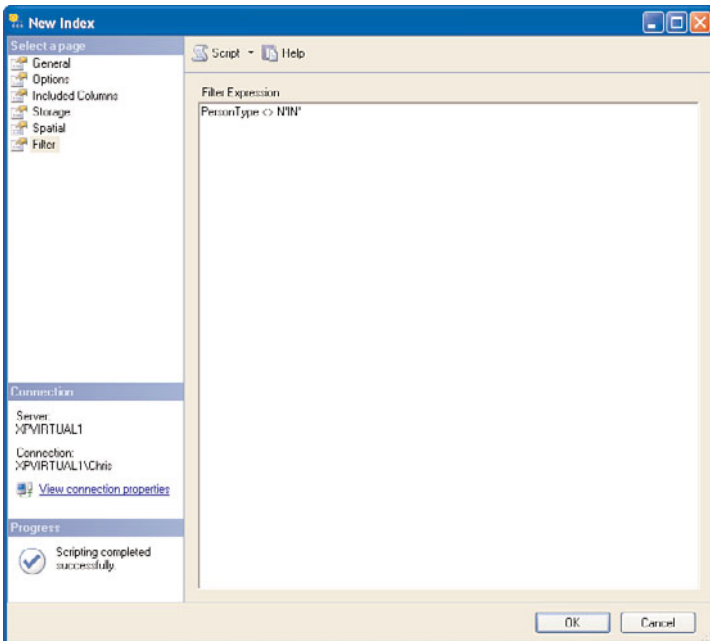 New Index
Select a page
General
Options
Included Columns
Storage
Spatial
Filter
Script
Help
Filter Expression
PersonType <> N'IN'
Connection
Server:
XPVIRTUAL1
Connection:
XPVIRTUAL1\Chris
View connection properties
Progress
Scripting completed
successfully.
OK
Cancel